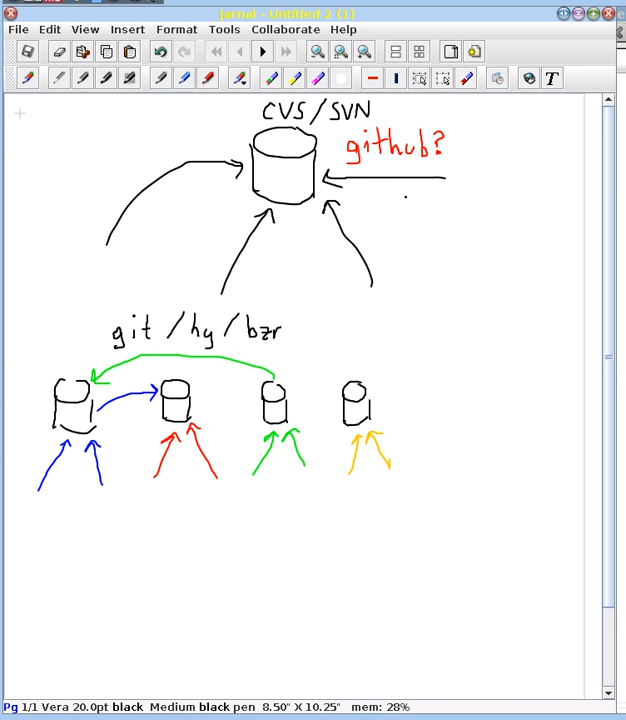 jarnal - Untitled 2 (1)
File Edit View Insert Format Tools Collaborate Help
T
CVS/SVN
github?
git/hg/bzr
Pg 1/1 Vera 20.0pt black Medium black pen 8.50" X 10.25" mem: 28%